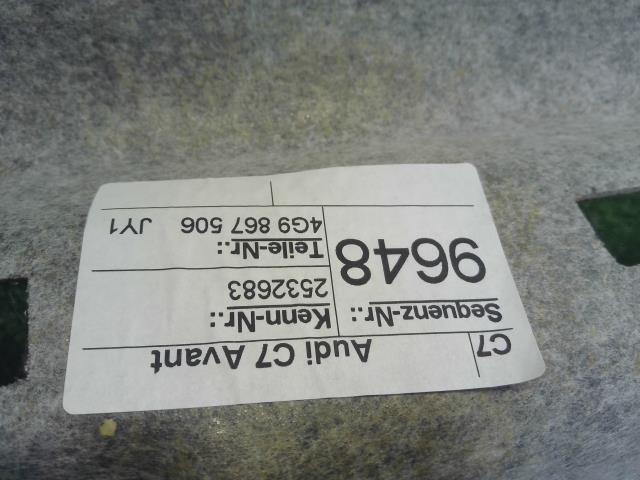 C7 Audi C7 Avant
Sequenz-Nr.: Kenn-Nr.:
2532683
9648
Teile-Nr.:
4G9 867 506 JY1